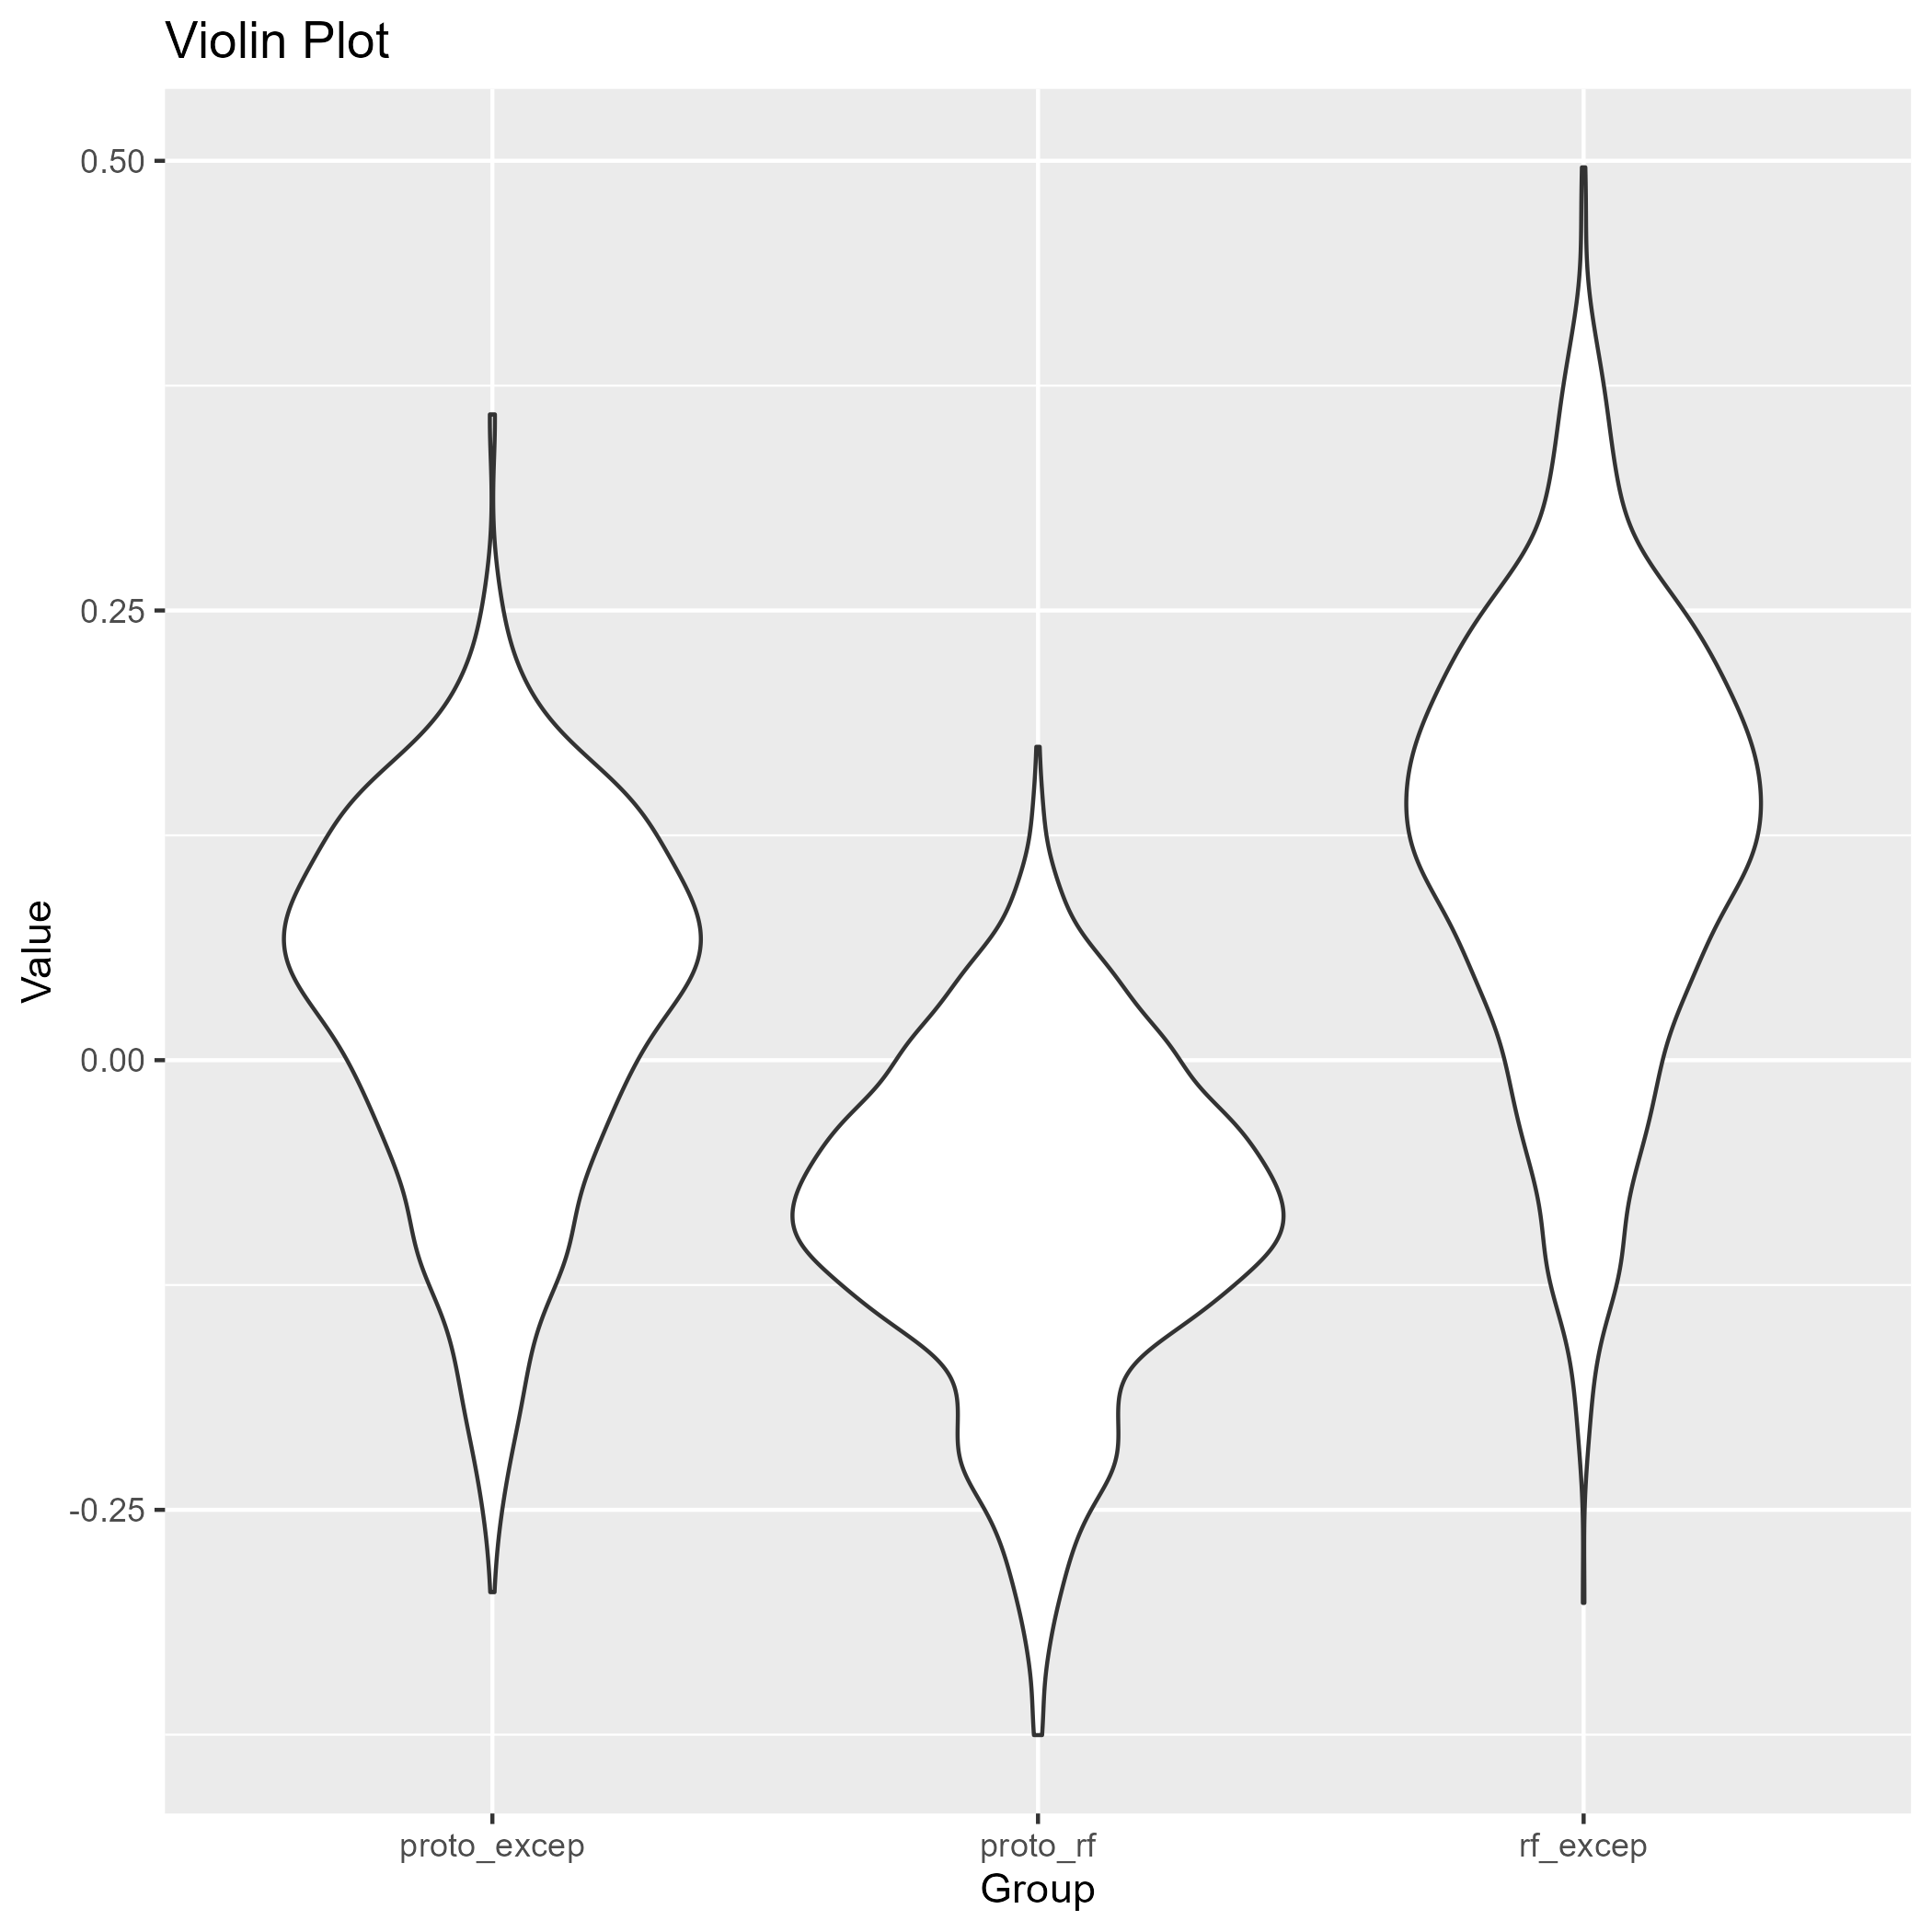 Violin Plot
0.50
0.25
0.00
-0.25
Value
proto_excep
proto_rf
rf_excep
Group